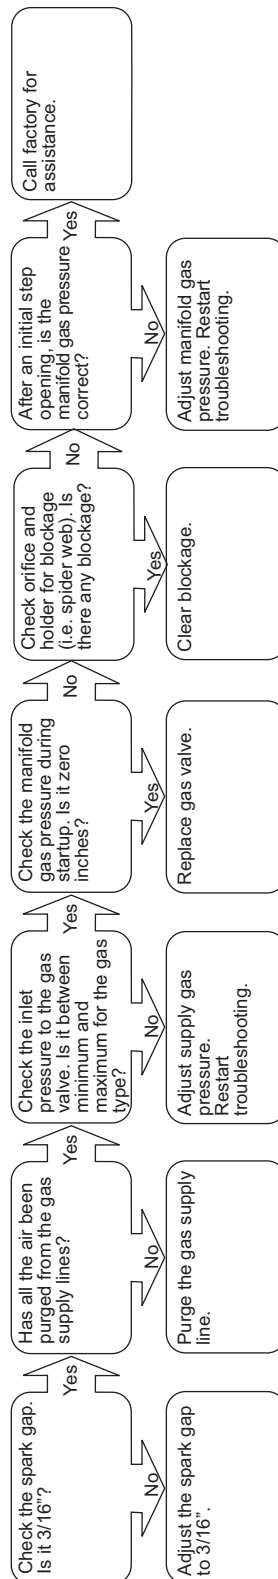 Check the spark gap.
Is it 3/16”?
Yes
No
Adjust the spark gap
to 3/16”.
Has all the air been
purged from the gas
supply lines?
Yes
No
Purge the gas supply
line.
Check the inlet
pressure to the gas
valve. Is it between
minimum and
maximum for the gas
type?
Yes
No
Adjust supply gas
pressure.
Restart
troubleshooting.
Check the manifold
gas pressure during
startup. Is it zero
inches?
No
Yes
Replace gas valve.
Check orifice and
holder for blockage
(i.e. spider web). Is
there any blockage?
No
Yes
Clear blockage.
After an initial step
opening, is the
manifold gas pressure
correct?
Yes
No
Adjust manifold gas
pressure. Restart
troubleshooting.
Call factory for
assistance.